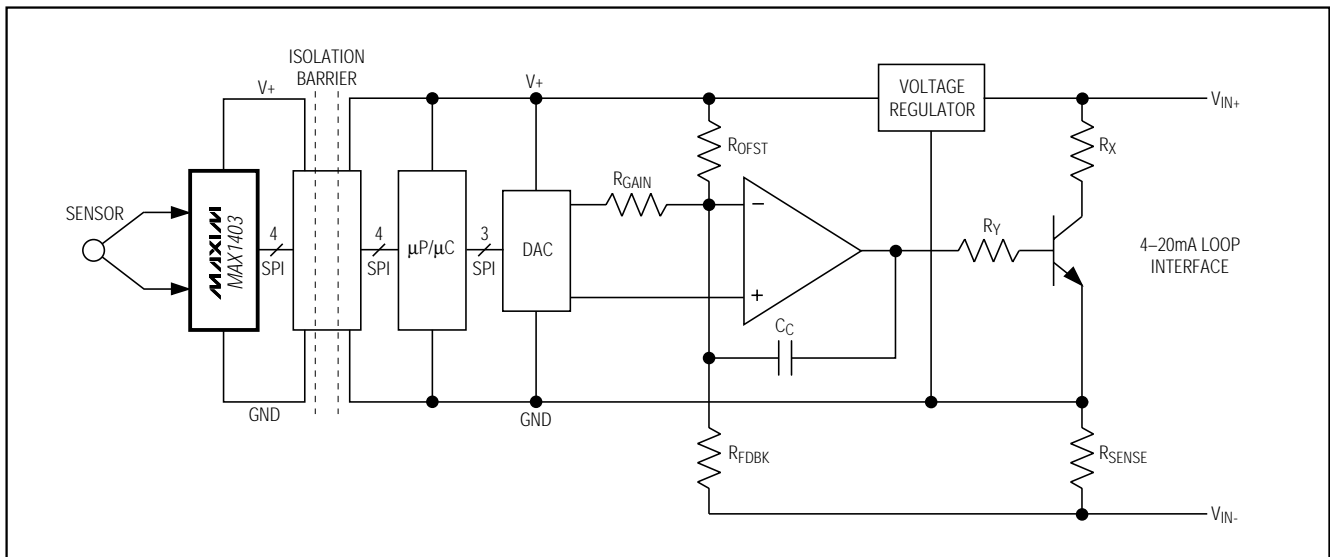 ISOLATION
BARRIER
V+
V+
VOLTAGE
REGULATOR
VIN+
ROFST
RX
RGAIN
SENSOR
MAXIM
MAX1403
4
SPI
4
SPI
µP/µC
3
SPI
DAC
−
+
RY
4–20mA LOOP
INTERFACE
CC
GND
GND
RFDBK
RSENSE
VIN-